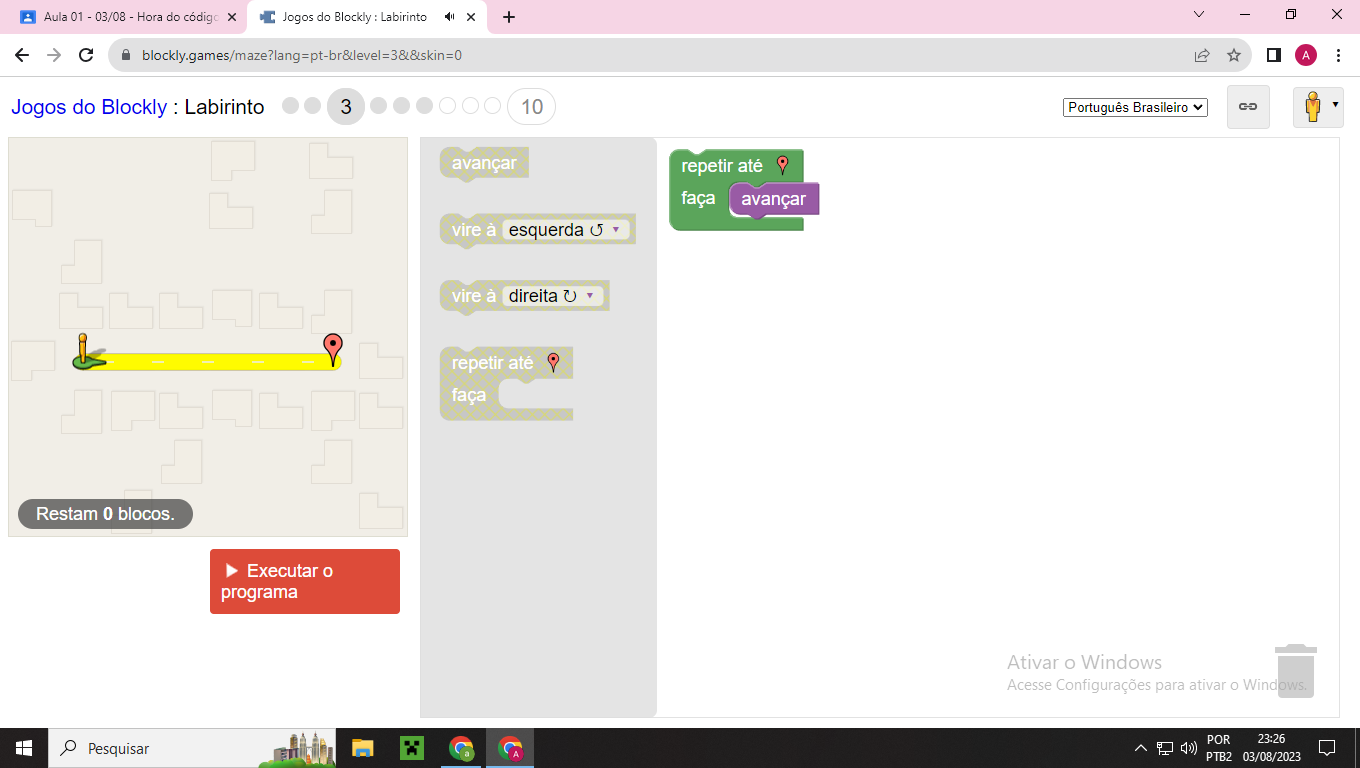 Aula 01 - 03/08 - Hora do código
Jogos do Blockly : Labirinto
blockly.games/maze?lang=pt-br&level=3&&skin=0
A
Jogos do Blockly : Labirinto
3
10
Português Brasileiro
avançar
vire à esquerda ↺
vire à direita ↻
repetir até
faça
repetir até
faça avançar
Restam 0 blocos.
Executar o
programa
Ativar o Windows
Acesse Configurações para ativar o Windows.
Pesquisar
a
A
POR
PTB2
23:26
03/08/2023